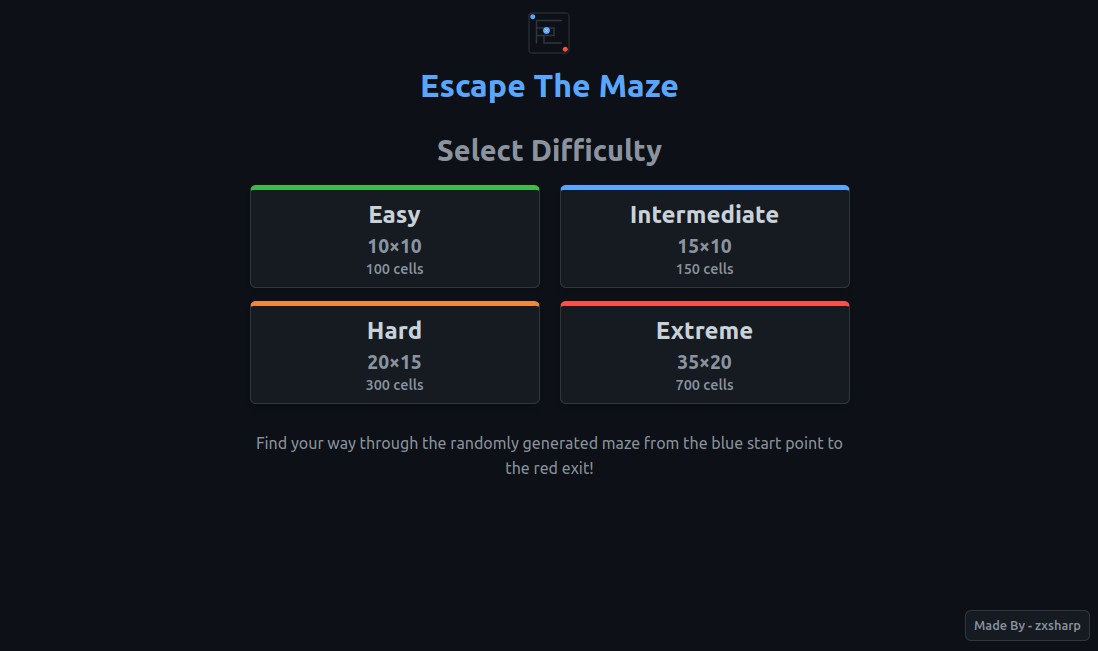 Escape The Maze
Select Difficulty
Easy
10×10
100 cells
Intermediate
15×10
150 cells
Hard
20×15
300 cells
Extreme
35×20
700 cells
Find your way through the randomly generated maze from the blue start point to
the red exit!
Made By - zxsharp